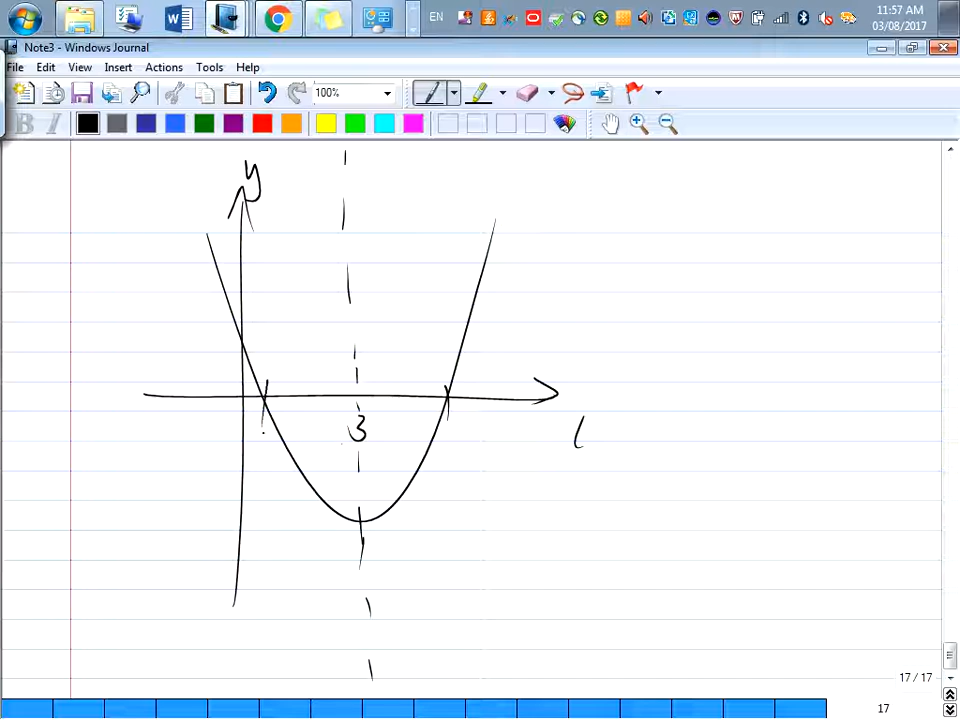 EN
11:57 AM
03/08/2017
Note3 - Windows Journal
File Edit View Insert Actions Tools Help
100%
B I
y
3
17 / 17
17